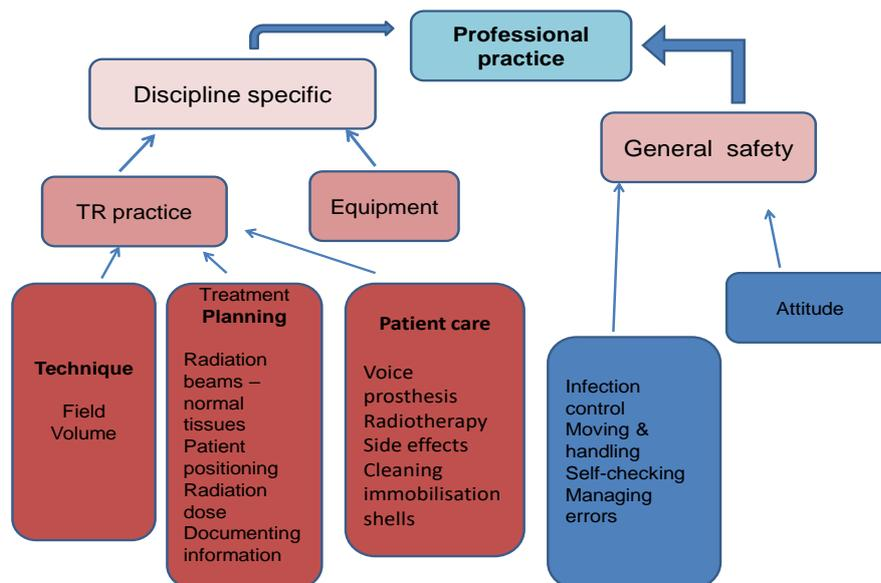 Professional
practice
Discipline specific
General  safety
TR practice
Equipment
Technique
Field
Volume
Treatment
Planning
Radiation
beams –
normal
tissues
Patient
positioning
Radiation
dose
Documenting
information
Patient care
Voice
prosthesis
Radiotherapy
Side effects
Cleaning
immobilisation
shells
Infection
control
Moving &
handling
Self-checking
Managing
errors
Attitude